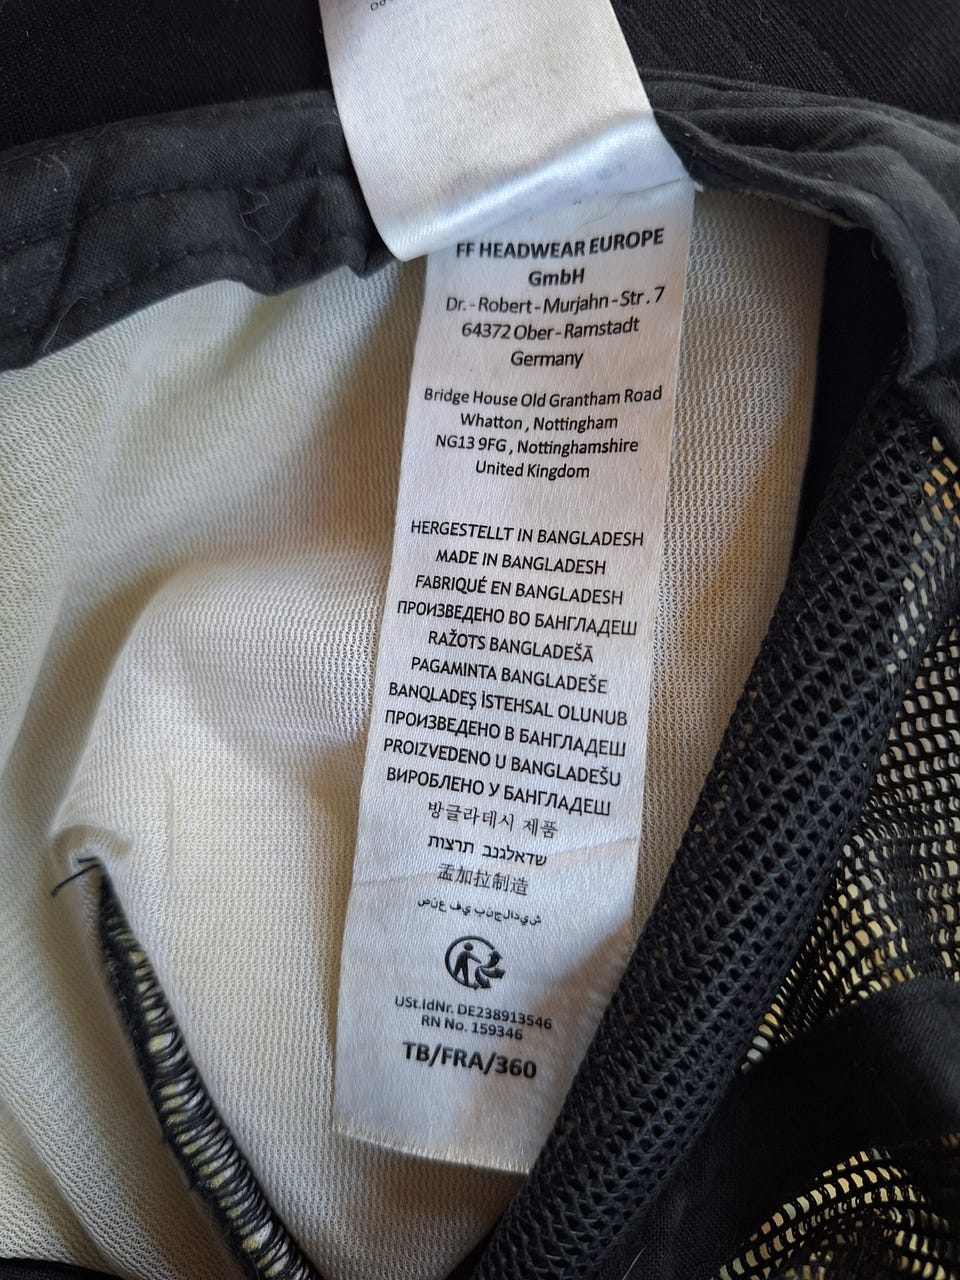 FF HEADWEAR EUROPE
GmbH
Dr.-Robert-Murjahn-Str. 7
64372 Ober-Ramstadt
Germany
Bridge House Old Grantham Road
Whatton, Nottingham
NG13 9FG, Nottinghamshire
United Kingdom
HERGESTELLT IN BANGLADESH
MADE IN BANGLADESH
FABRIQUÉ EN BANGLADESH
ПРОИЗВЕДЕНО ВО БАНГЛАДЕШ
RAŽOTS BANGLADEŠĀ
PAGAMINTA BANGLADEŠE
BANQLADEŞ İSTEHSAL OLUNUB
ПРОИЗВЕДЕНО В БАНГЛАДЕШ
PROIZVEDENO U BANGLADEŠU
ВИРОБЛЕНО У БАНГЛАДЕШ
방글라데시 제품
שדאלגנב תרצות
孟加拉制造
صنع في بنجلاديش
USt.IdNr. DE238913546
RN No. 159346
TB/FRA/360